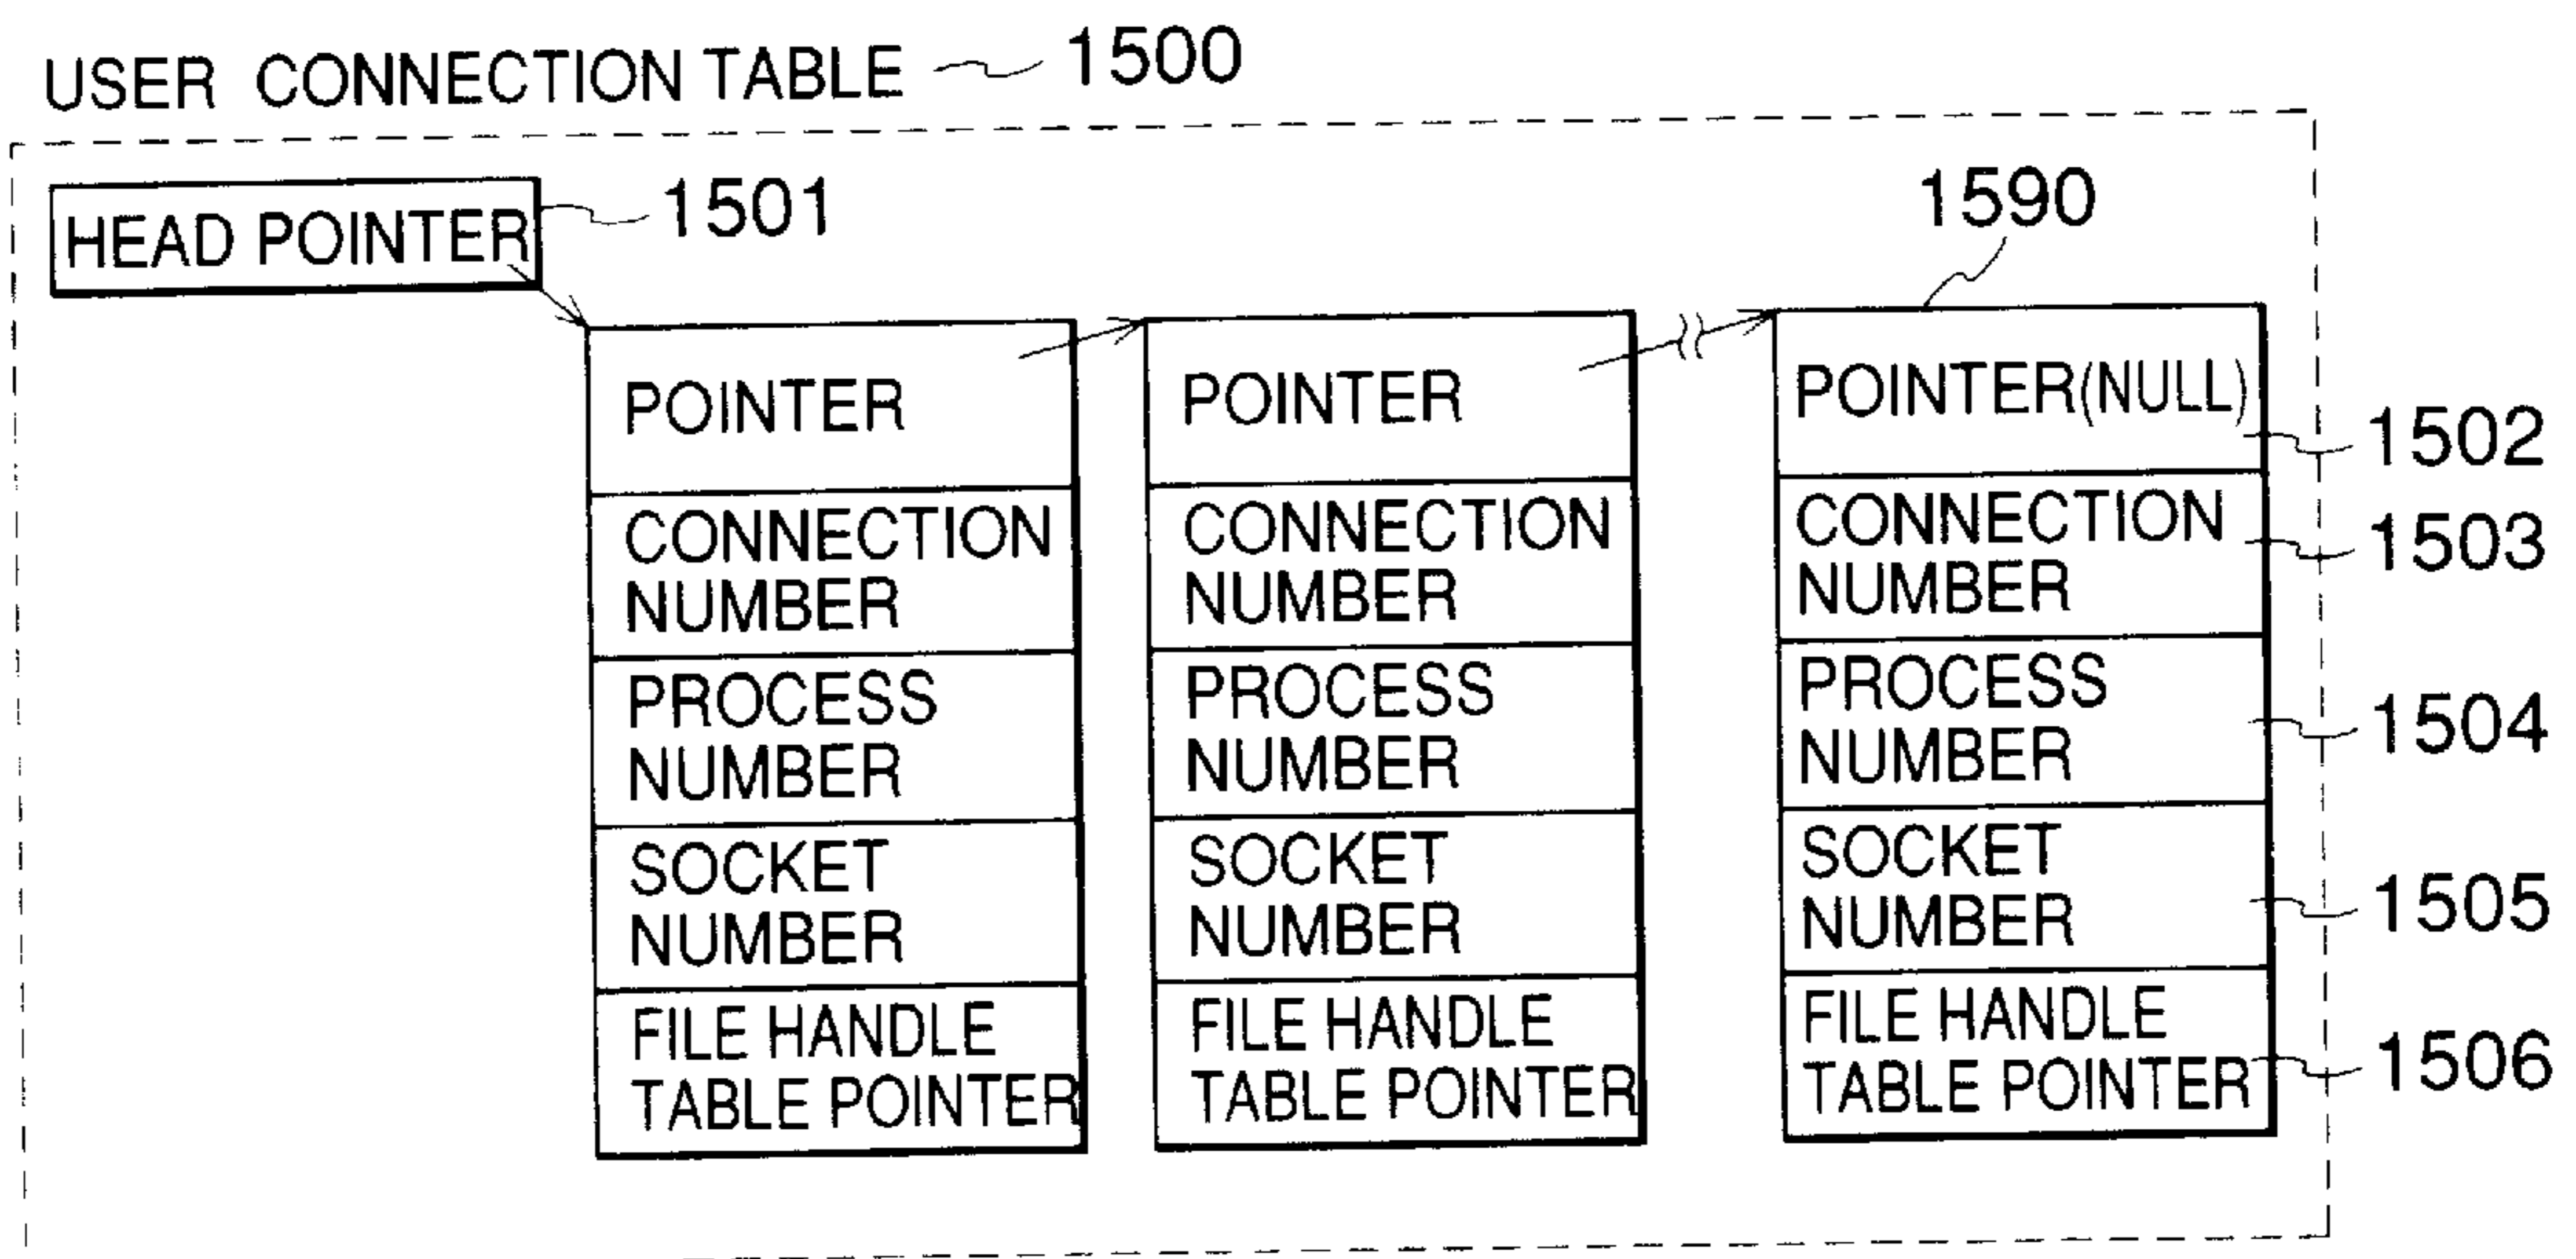 USER CONNECTION TABLE 1500
HEAD POINTER 1501
1590
POINTER
CONNECTION
NUMBER
PROCESS
NUMBER
SOCKET
NUMBER
FILE HANDLE
TABLE POINTER
POINTER
CONNECTION
NUMBER
PROCESS
NUMBER
SOCKET
NUMBER
FILE HANDLE
TABLE POINTER
POINTER(NULL)
1502
CONNECTION
NUMBER
1503
PROCESS
NUMBER
1504
SOCKET
NUMBER
1505
FILE HANDLE
TABLE POINTER
1506